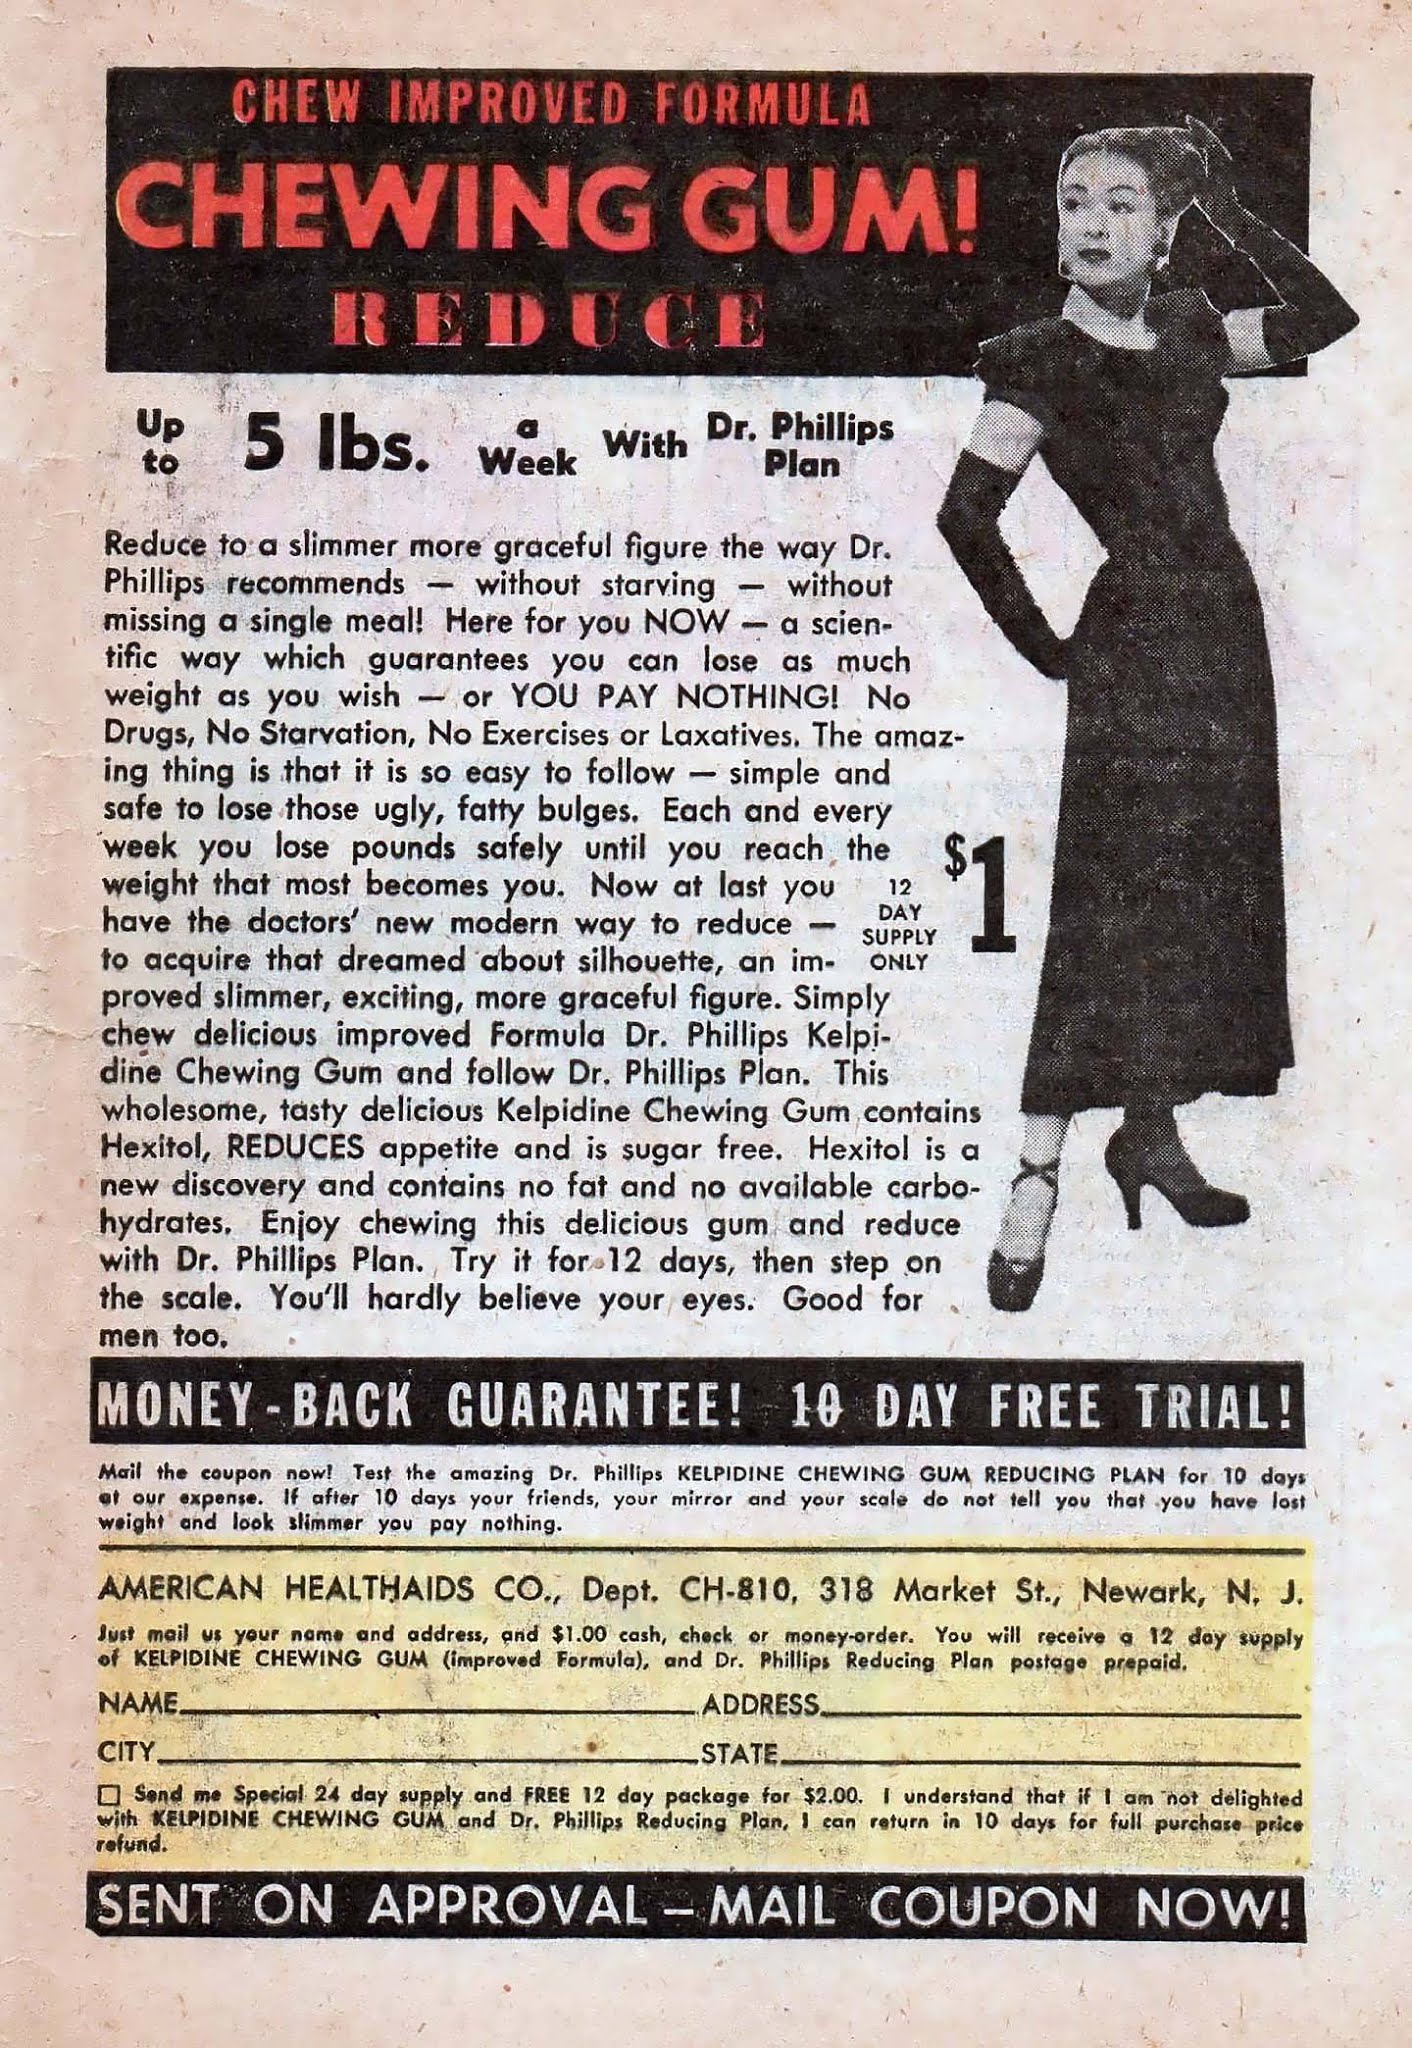 CHEW IMPROVED FORMULA
CHEWING GUM!
REDUCE
Up to 5 lbs. a Week With Dr. Phillips Plan
Reduce to a slimmer more graceful figure the way Dr.
Phillips recommends — without starving — without
missing a single meal! Here for you NOW — a scien-
tific way which guarantees you can lose as much
weight as you wish — or YOU PAY NOTHING! No
Drugs, No Starvation, No Exercises or Laxatives. The amaz-
ing thing is that it is so easy to follow — simple and
safe to lose those ugly, fatty bulges. Each and every
week you lose pounds safely until you reach the
weight that most becomes you. Now at last you
have the doctors' new modern way to reduce —
to acquire that dreamed about silhouette, an im-
proved slimmer, exciting, more graceful figure. Simply
chew delicious improved Formula Dr. Phillips Kelpi-
dine Chewing Gum and follow Dr. Phillips Plan. This
wholesome, tasty delicious Kelpidine Chewing Gum contains
Hexitol, REDUCES appetite and is sugar free. Hexitol is a
new discovery and contains no fat and no available carbo-
hydrates. Enjoy chewing this delicious gum and reduce
with Dr. Phillips Plan. Try it for 12 days, then step on
the scale. You'll hardly believe your eyes. Good for
men too.
12
DAY
SUPPLY
ONLY
$1
MONEY-BACK GUARANTEE! 10 DAY FREE TRIAL!
Mail the coupon now! Test the amazing Dr. Phillips KELPIDINE CHEWING GUM REDUCING PLAN for 10 days
at our expense. If after 10 days your friends, your mirror and your scale do not tell you that you have lost
weight and look slimmer you pay nothing.
AMERICAN HEALTHAIDS CO., Dept. CH-810, 318 Market St., Newark, N. J.
Just mail us your name and address, and $1.00 cash, check or money-order. You will receive a 12 day supply
of KELPIDINE CHEWING GUM (improved Formula), and Dr. Phillips Reducing Plan postage prepaid.
NAME ADDRESS
CITY STATE
☐ Send me Special 24 day supply and FREE 12 day package for $2.00. I understand that if I am not delighted
with KELPIDINE CHEWING GUM and Dr. Phillips Reducing Plan, I can return in 10 days for full purchase price
refund.
SENT ON APPROVAL — MAIL COUPON NOW!